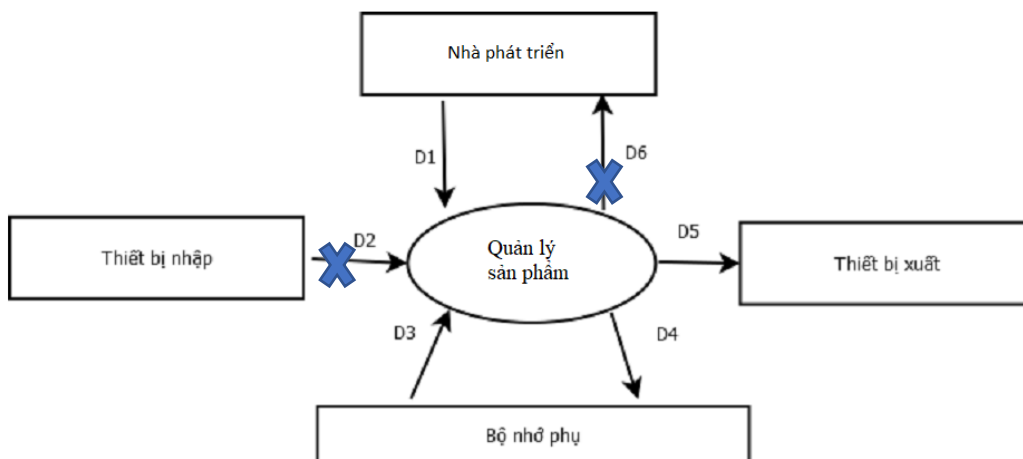 Nhà phát triển
D1
D6
Thiết bị nhập
D2
Quản lý
sản phẩm
D5
Thiết bị xuất
D3
D4
Bộ nhớ phụ